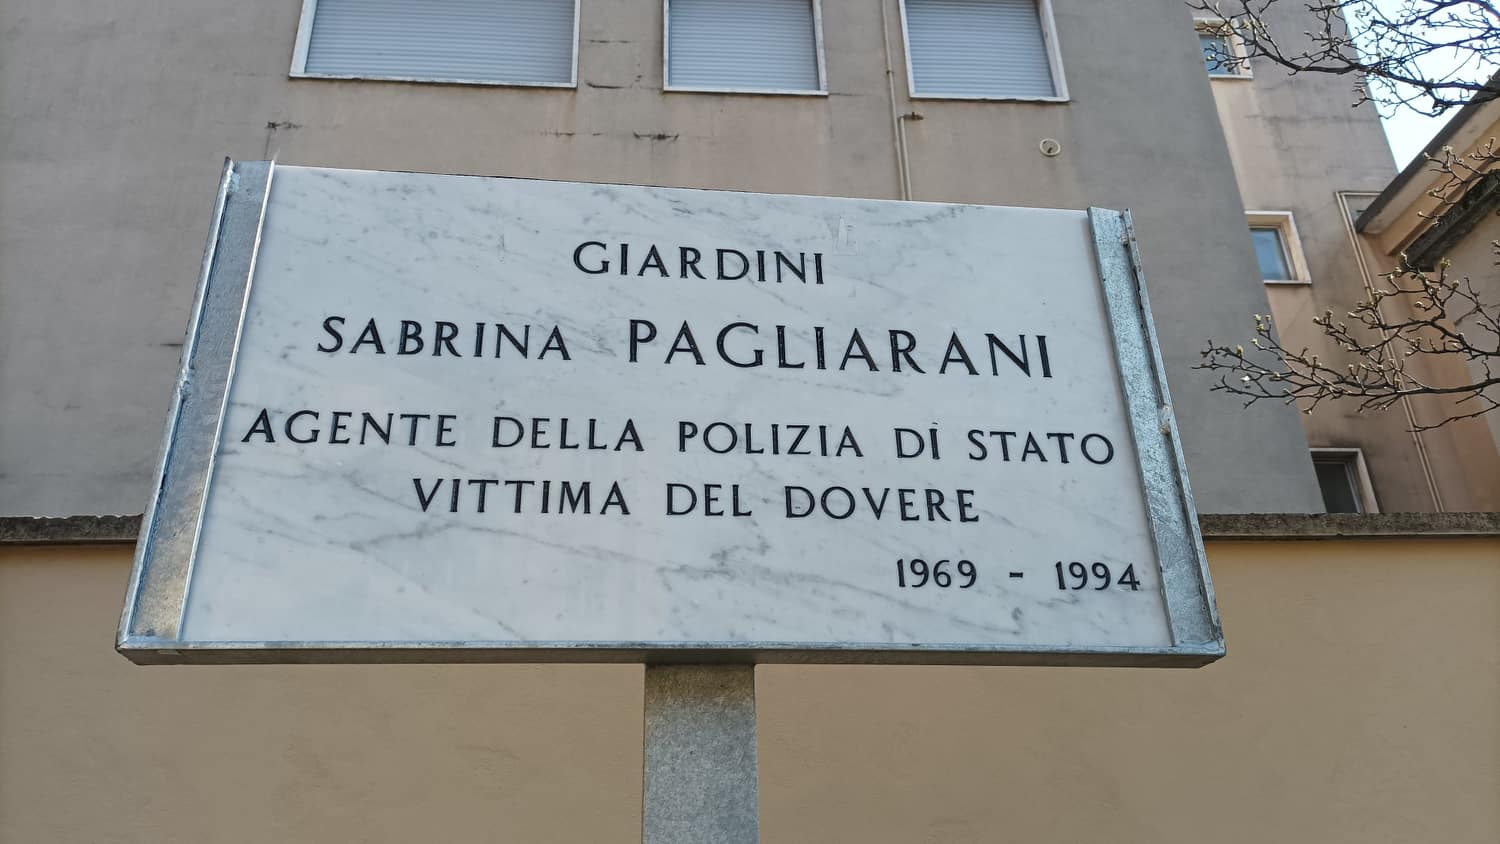 GIARDINI
SABRINA PAGLIARANI
AGENTE DELLA POLIZIA DI STATO
VITTIMA DEL DOVERE
1969 - 1994